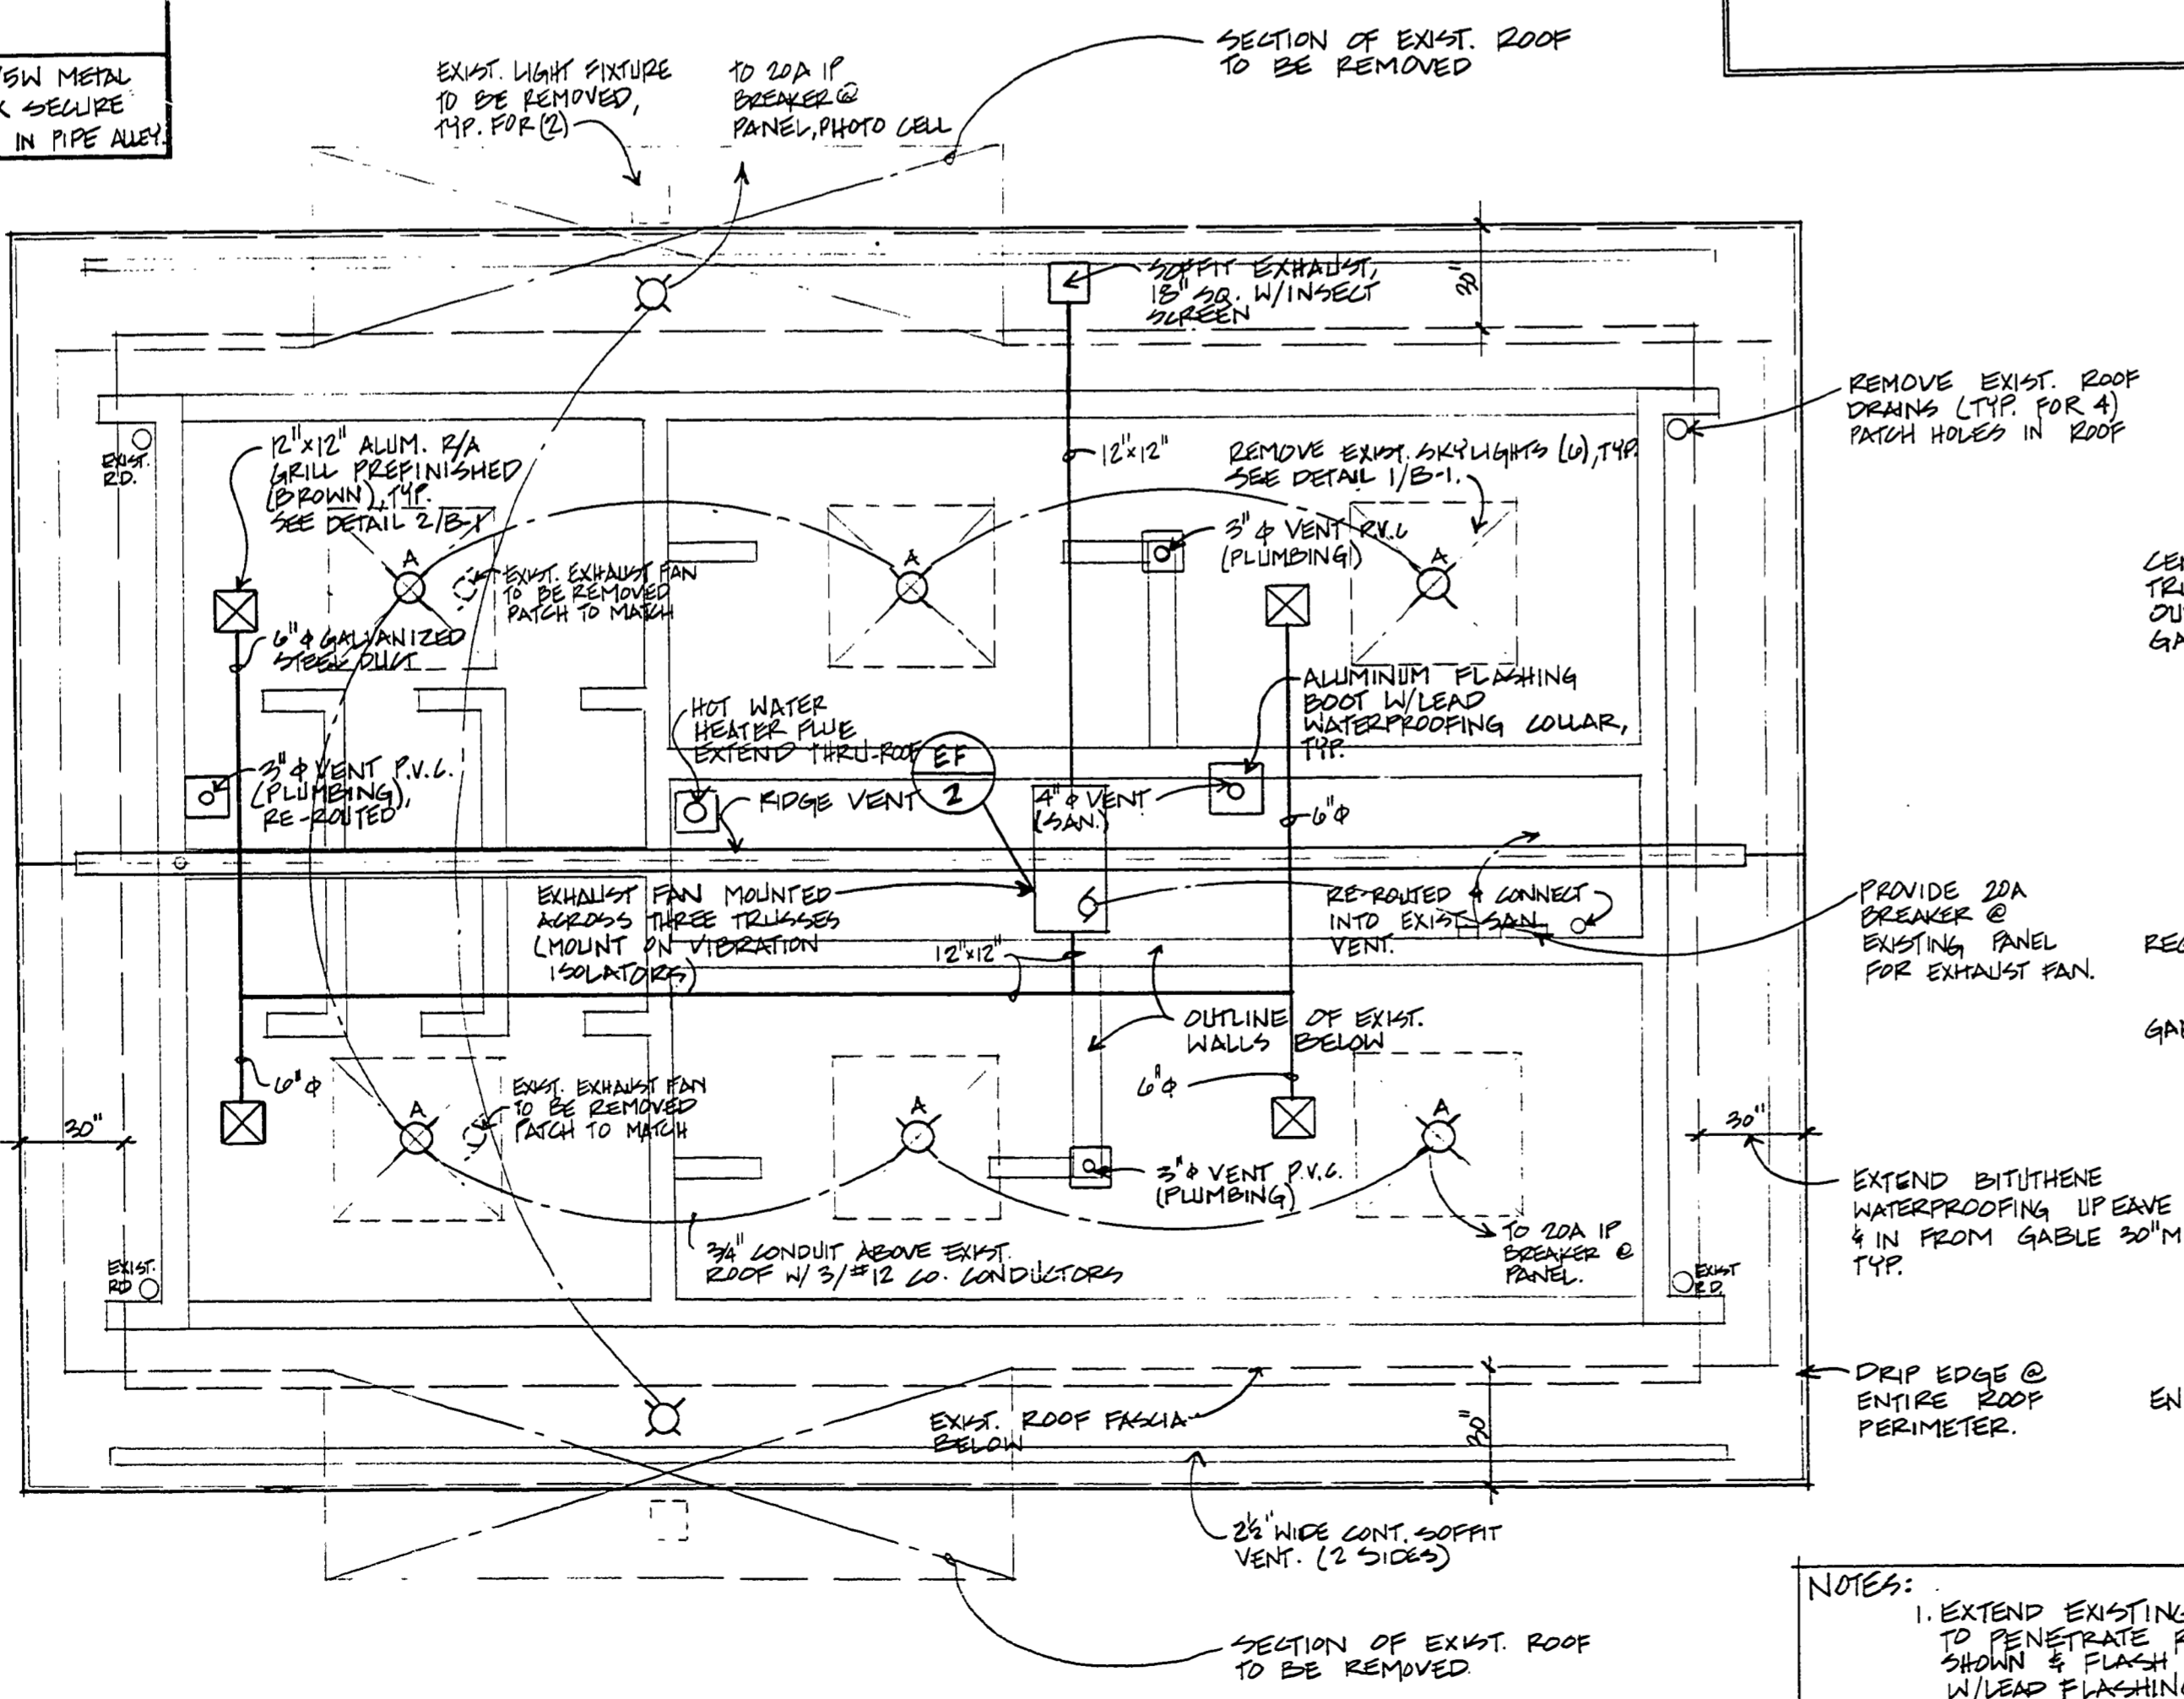 /5W METAL
SECURE
IN PIPE ALLEY.
EXIST. LIGHT FIXTURE
TO BE REMOVED,
TYP. FOR (2)
TO 20A 1P
BREAKER @
PANEL, PHOTO CELL
SECTION OF EXIST. ROOF
TO BE REMOVED
SOFFIT EXHAUST,
18" SQ. W/INSECT
SCREEN
30"
REMOVE EXIST. ROOF
DRAINS (TYP. FOR 4)
PATCH HOLES IN ROOF
EXIST.
R.D.
12"x12" ALUM. R/A
GRILL PREFINISHED
(BROWN), TYP.
SEE DETAIL 2/B-1
12"x12"
REMOVE EXIST. SKYLIGHTS (6), TYP.
SEE DETAIL 1/B-1.
A
A
A
EXIST. EXHAUST FAN
TO BE REMOVED
PATCH TO MATCH
3" φ VENT P.V.C
(PLUMBING)
6" φ GALVANIZED
STEEL DUCT
HOT WATER
HEATER FLUE
EXTEND THRU-ROOF
EF
2
ALUMINUM FLASHING
BOOT W/LEAD
WATERPROOFING COLLAR,
TYP.
3" φ VENT P.V.C.
(PLUMBING),
RE-ROUTED
RIDGE VENT
4" φ VENT
(SAN.)
6" φ
EXHAUST FAN MOUNTED
ACROSS THREE TRUSSES
(MOUNT ON VIBRATION
ISOLATORS)
12"x12"
RE-ROUTED & CONNECT
INTO EXIST. SAN.
VENT.
PROVIDE 20A
BREAKER @
EXISTING PANEL
FOR EXHAUST FAN.
OUTLINE OF EXIST.
WALLS BELOW
6" φ
6" φ
30"
A
A
A
EXIST. EXHAUST FAN
TO BE REMOVED
PATCH TO MATCH
30"
3" φ VENT P.V.C.
(PLUMBING)
EXTEND BITUTHENE
WATERPROOFING UP EAVE
& IN FROM GABLE 30"
TYP.
3/4" CONDUIT ABOVE EXIST.
ROOF W/ 3/#12 CO. CONDUCTORS
TO 20A 1P
BREAKER @
PANEL.
EXIST.
RD
EXIST
R.D.
DRIP EDGE @
ENTIRE ROOF
PERIMETER.
EXIST. ROOF FASCIA
BELOW
30"
2½" WIDE CONT. SOFFIT
VENT. (2 SIDES)
SECTION OF EXIST. ROOF
TO BE REMOVED.
NOTES:
1. EXTEND EXISTING
TO PENETRATE
SHOWN & FLASH
W/LEAD FLASHING